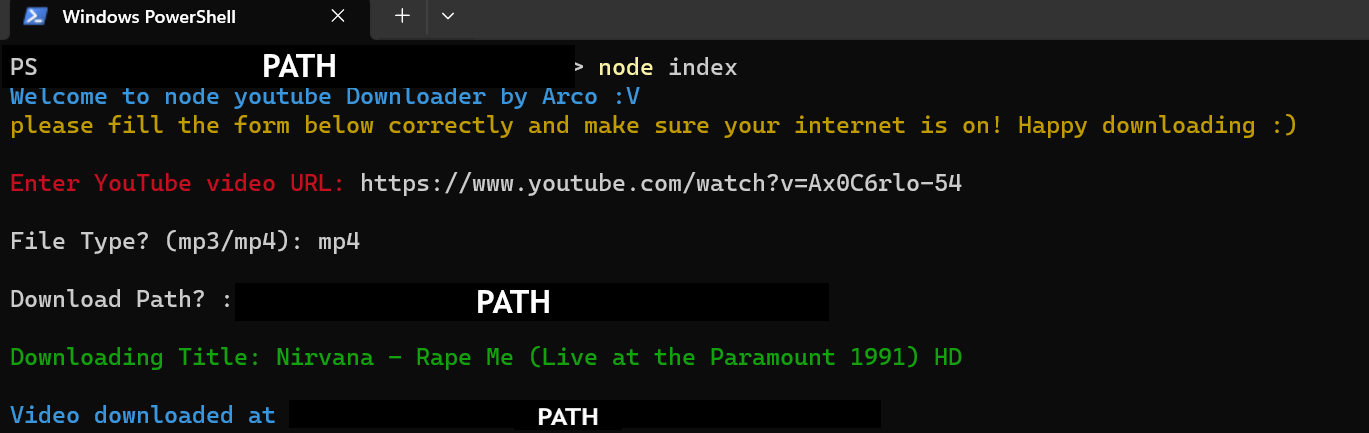 Windows PowerShell
PS PATH > node index
Welcome to node youtube Downloader by Arco :V
please fill the form below correctly and make sure your internet is on! Happy downloading :)
Enter YouTube video URL: https://www.youtube.com/watch?v=Ax0C6rlo-54
File Type? (mp3/mp4): mp4
Download Path? : PATH
Downloading Title: Nirvana - Rape Me (Live at the Paramount 1991) HD
Video downloaded at PATH